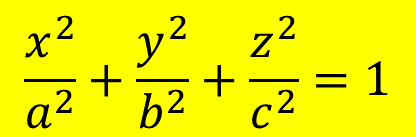 x²/a² + y²/b² + z²/c² = 1